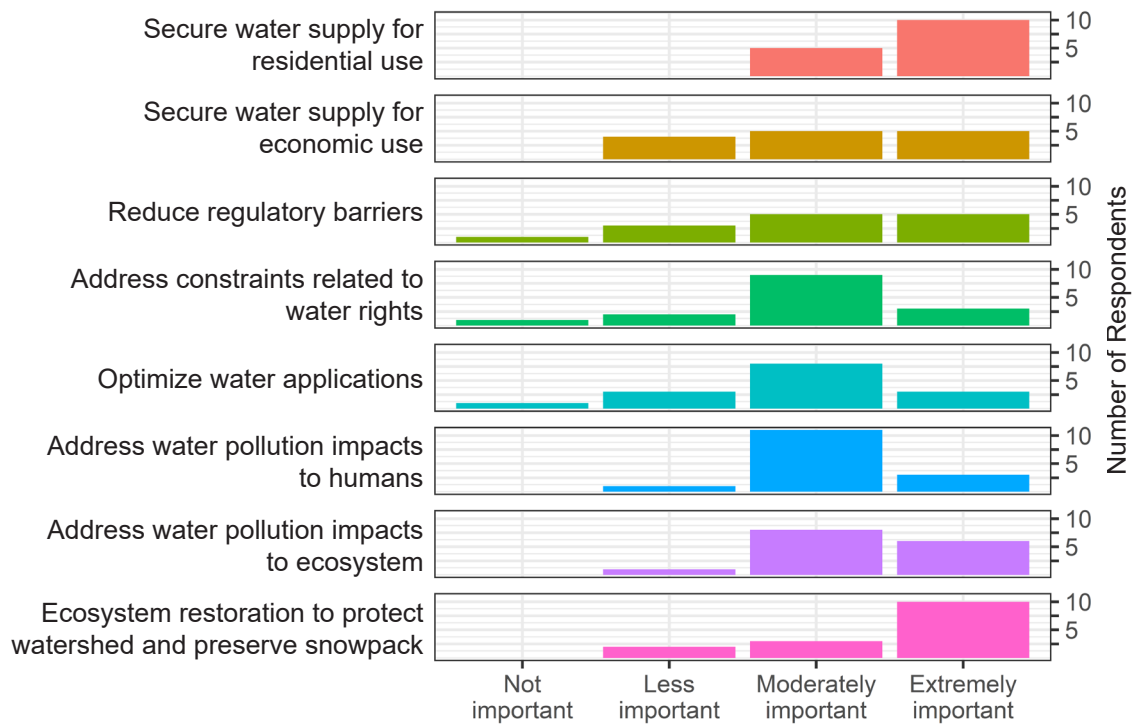 Secure water supply for
residential use
10
5
Secure water supply for
economic use
10
5
Reduce regulatory barriers
10
5
Address constraints related to
water rights
10
5
Optimize water applications
10
5
Address water pollution impacts
to humans
10
5
Address water pollution impacts
to ecosystem
10
5
Ecosystem restoration to protect
watershed and preserve snowpack
10
5
Number of Respondents
Not
important
Less
important
Moderately
important
Extremely
important